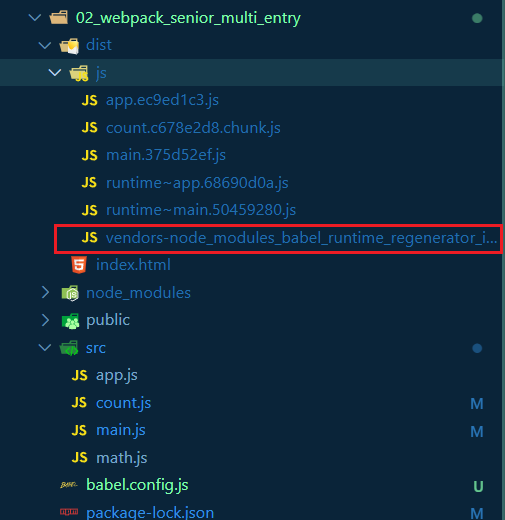 02_webpack_senior_multi_entry
dist
js
JS app.ec9ed1c3.js
JS count.c678e2d8.chunk.js
JS main.375d52ef.js
JS runtime~app.68690d0a.js
JS runtime~main.50459280.js
JS vendors-node_modules_babel_runtime_regenerator_i...
index.html
node_modules
public
src
JS app.js
JS count.js M
JS main.js M
JS math.js
babel.config.js U
package-lock.json